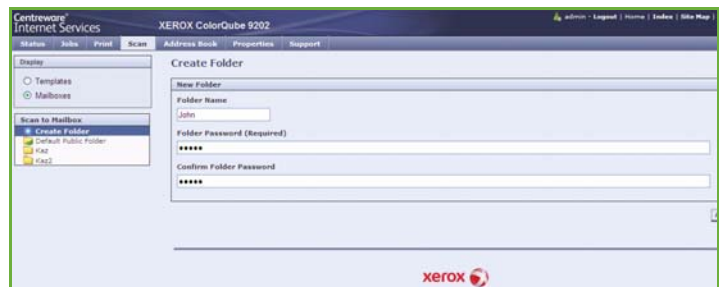 Centreware®
Internet Services
XEROX ColorQube 9202
admin - Logout | Home | Index | Site Map |
Status Jobs Print Scan Address Book Properties Support
Display
Templates
Mailboxes
Scan to Mailbox
Create Folder
Default Public Folder
Kaz
Kaz2
Create Folder
New Folder
Folder Name
John
Folder Password (Required)
•••••
Confirm Folder Password
•••••
xerox